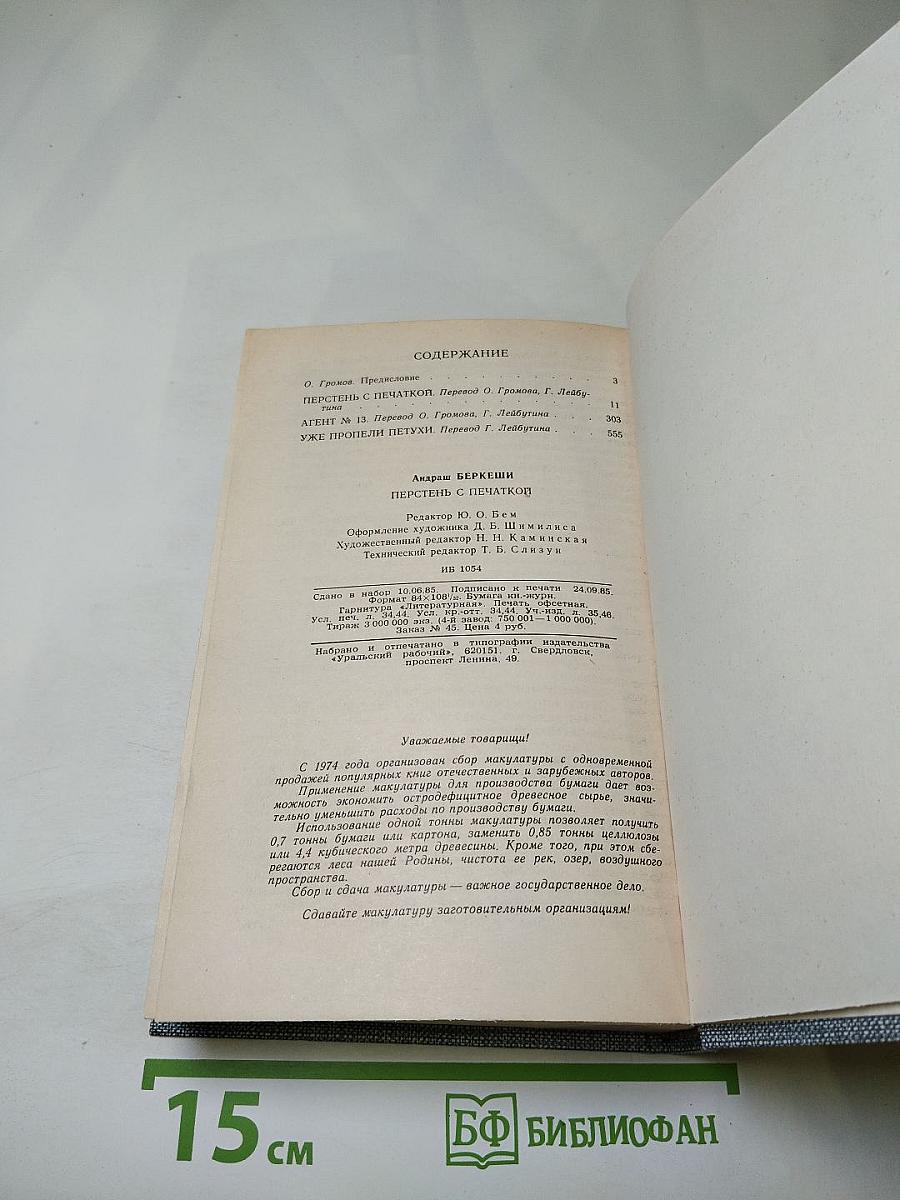 СОДЕРЖАНИЕ
О. Громов. Предисловие . . . . . . . . . . 3
ПЕРСТЕНЬ С ПЕЧАТКОЙ. Перевод О. Громова, Г. Лейбу-
тина . . . . . . . . . . . . . . 11
АГЕНТ № 13. Перевод О. Громова, Г. Лейбутина . . . 303
УЖЕ ПРОПЕЛИ ПЕТУХИ. Перевод Г. Лейбутина . . . 555
Андраш БЕРКЕШИ
ПЕРСТЕНЬ С ПЕЧАТКОЙ
Редактор Ю. О. Бем
Оформление художника Д. Б. Шимилиса
Художественный редактор Н. Н. Каминская
Технический редактор Т. Б. Слизун
ИБ 1054
Сдано в набор 10.06.85. Подписано к печати 24.09.85.
Формат 84×108¹/₃₂. Бумага кн.-журн.
Гарнитура «Литературная». Печать офсетная.
Усл. печ. л. 34,44. Усл. кр.-отт. 34,44. Уч.-изд. л. 35,46.
Тираж 3 000 000 экз. (4-й завод: 750 001—1 000 000).
Заказ № 45. Цена 4 руб.
Набрано и отпечатано в типографии издательства
«Уральский рабочий», 620151, г. Свердловск,
проспект Ленина, 49.
Уважаемые товарищи!
С 1974 года организован сбор макулатуры с одновременной
продажей популярных книг отечественных и зарубежных авторов.
Применение макулатуры для производства бумаги дает воз-
можность экономить остродефицитное древесное сырье, значи-
тельно уменьшить расходы по производству бумаги.
Использование одной тонны макулатуры позволяет получить
0,7 тонны бумаги или картона, заменить 0,85 тонны целлюлозы
или 4,4 кубического метра древесины. Кроме того, при этом сбе-
регаются леса нашей Родины, чистота ее рек, озер, воздушного
пространства.
Сбор и сдача макулатуры — важное государственное дело.
Сдавайте макулатуру заготовительным организациям!
15 см
БФ БИБЛИОФАН